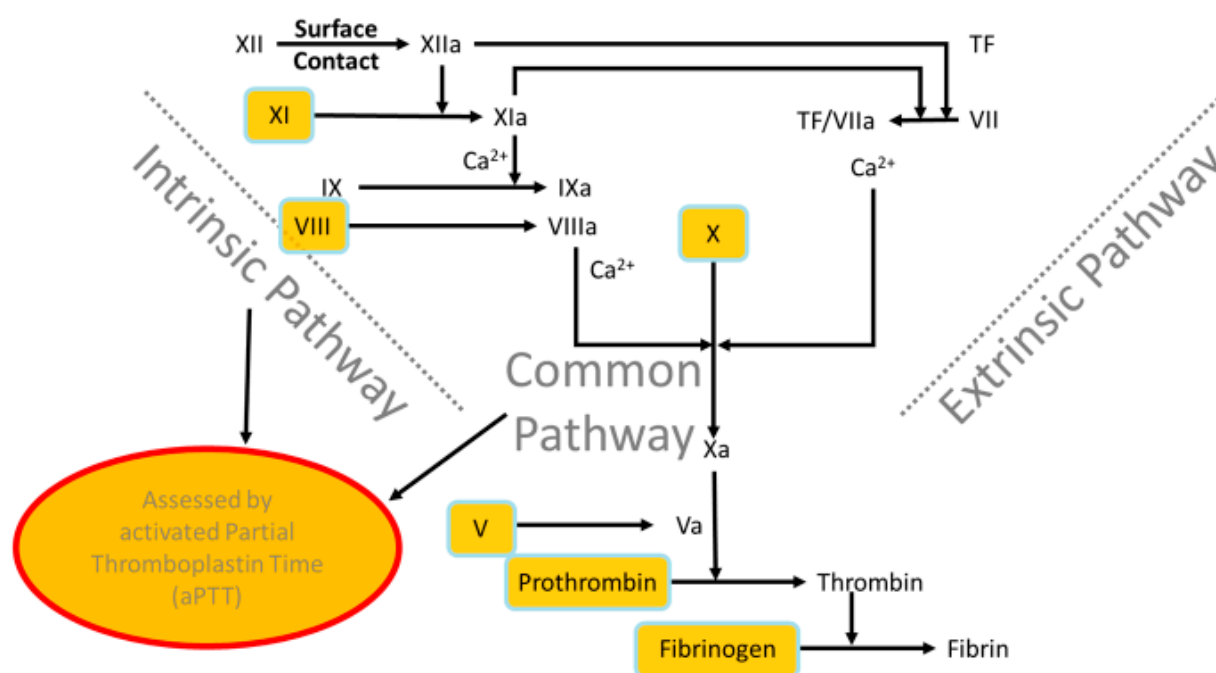 XII
Surface
Contact
XIIa
TF
XI
XIa
TF/VIIa
VII
Ca²⁺
Ca²⁺
IX
IXa
VIII
VIIIa
X
Ca²⁺
Intrinsic Pathway
Extrinsic Pathway
Common
Pathway
Xa
Assessed by
activated Partial
Thromboplastin Time
(aPTT)
V
Va
Prothrombin
Thrombin
Fibrinogen
Fibrin